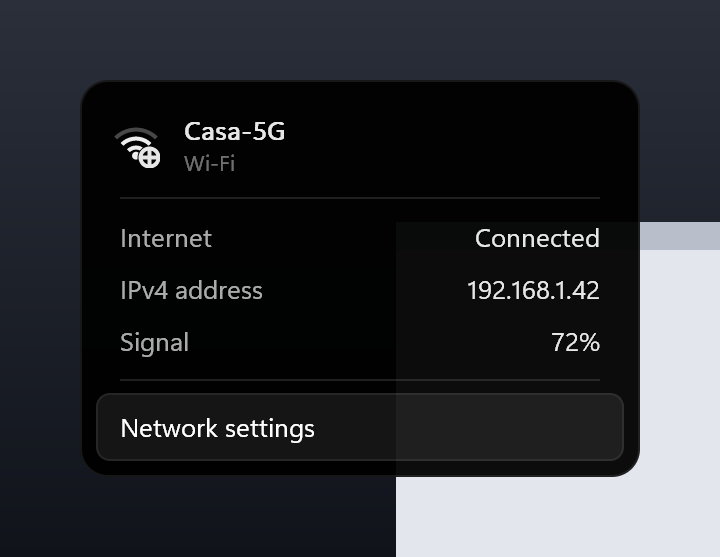 Casa-5G
Wi-Fi
Internet Connected
IPv4 address 192.168.1.42
Signal 72%
Network settings